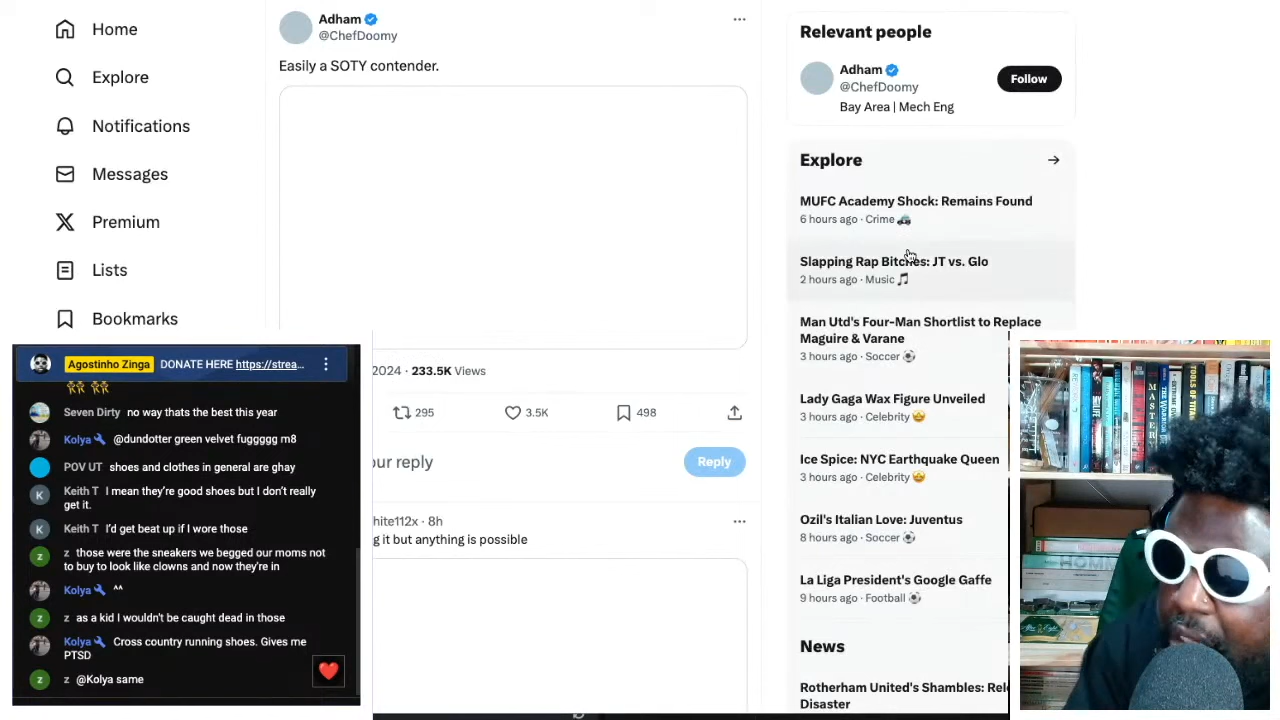 Home
Explore
Notifications
Messages
Premium
Lists
Bookmarks
Adham
@ChefDoomy
Easily a SOTY contender.
2024 · 233.5K Views
295
3.5K
498
our reply
Reply
hite112x · 8h
g it but anything is possible
Relevant people
Adham
@ChefDoomy
Bay Area | Mech Eng
Follow
Explore
MUFC Academy Shock: Remains Found
6 hours ago · Crime
Slapping Rap Bitches: JT vs. Glo
2 hours ago · Music
Man Utd's Four-Man Shortlist to Replace
Maguire & Varane
3 hours ago · Soccer
Lady Gaga Wax Figure Unveiled
3 hours ago · Celebrity
Ice Spice: NYC Earthquake Queen
3 hours ago · Celebrity
Ozil's Italian Love: Juventus
8 hours ago · Soccer
La Liga President's Google Gaffe
9 hours ago · Football
News
Rotherham United's Shambles: Rel
Disaster
Agostinho Zinga DONATE HERE https://strea...
Seven Dirty no way thats the best this year
Kolya @dundotter green velvet fuggggg m8
POV UT shoes and clothes in general are ghay
Keith T I mean they're good shoes but I don't really
get it.
Keith T I'd get beat up if I wore those
z those were the sneakers we begged our moms not
to buy to look like clowns and now they're in
Kolya ^^
z as a kid I wouldn't be caught dead in those
Kolya Cross country running shoes. Gives me
PTSD
z @Kolya same
TOOLS OF TITAN